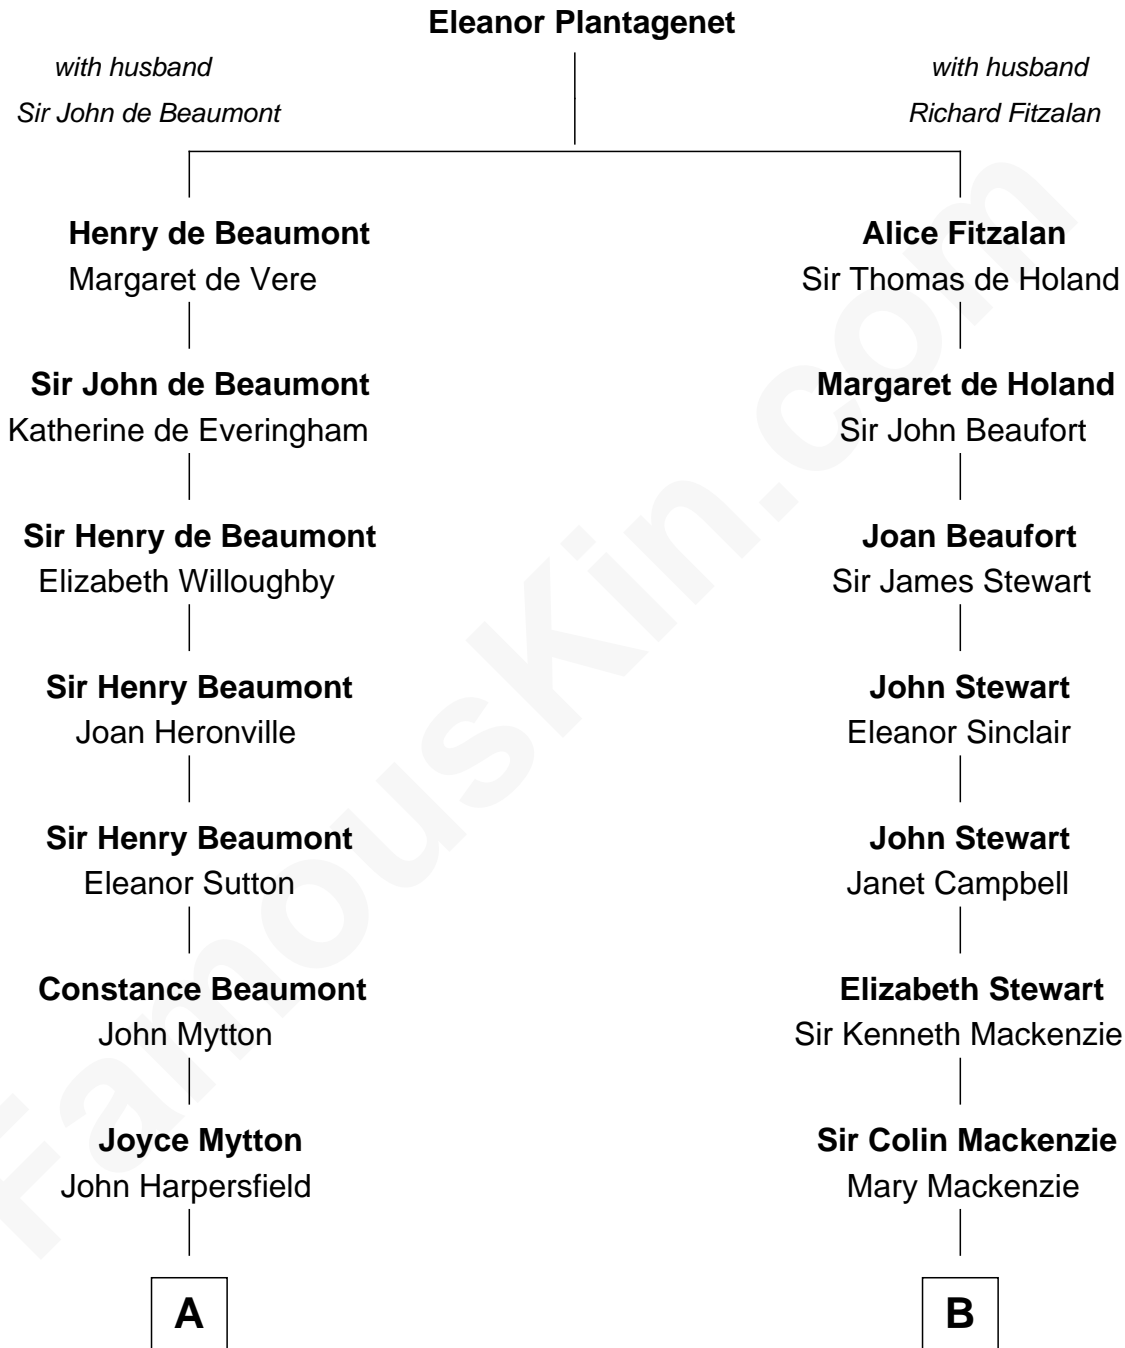 Eleanor Plantagenet
with husband
Sir John de Beaumont
with husband
Richard Fitzalan
Henry de Beaumont
Margaret de Vere
Alice Fitzalan
Sir Thomas de Holand
Sir John de Beaumont
Katherine de Everingham
Margaret de Holand
Sir John Beaufort
Sir Henry de Beaumont
Elizabeth Willoughby
Joan Beaufort
Sir James Stewart
Sir Henry Beaumont
Joan Heronville
John Stewart
Eleanor Sinclair
Sir Henry Beaumont
Eleanor Sutton
John Stewart
Janet Campbell
Constance Beaumont
John Mytton
Elizabeth Stewart
Sir Kenneth Mackenzie
Joyce Mytton
John Harpersfield
Sir Colin Mackenzie
Mary Mackenzie
A
B
FamousKin.com